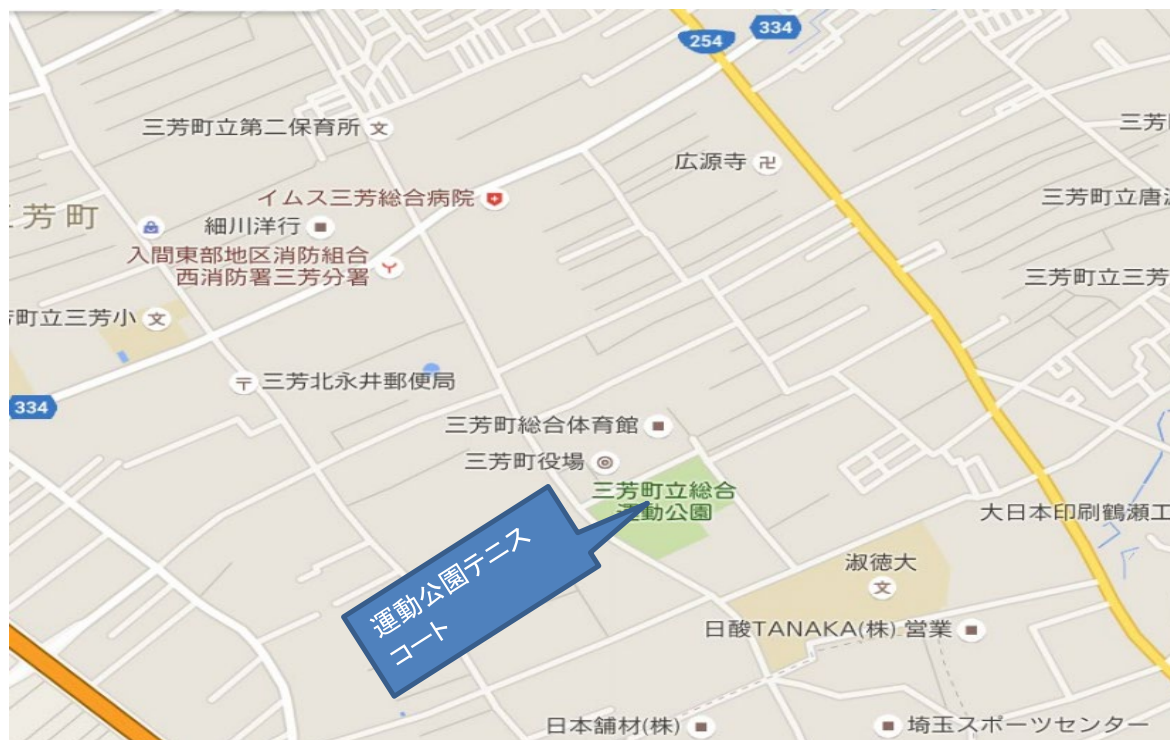 334
254
三芳町立第二保育所
三芳
広源寺
イムス三芳総合病院
三芳町立唐
芳町
細川洋行
入間東部地区消防組合
西消防署三芳分署
三芳町立三芳
町立三芳小
三芳北永井郵便局
334
三芳町総合体育館
三芳町役場
三芳町立総合
運動公園
大日本印刷鶴瀬工
運動公園テニス
コート
淑徳大
日酸TANAKA(株) 営業
日本舗材(株)
埼玉スポーツセンター